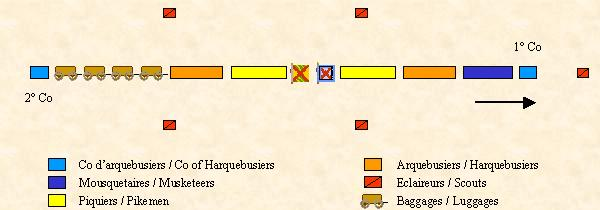 1° Co
2° Co
Co d'arquebusiers / Co of Harquebusiers
Arquebusiers / Harquebusiers
Mousquetaires / Musketeers
Eclaireurs / Scouts
Piquiers / Pikemen
Baggages / Luggages